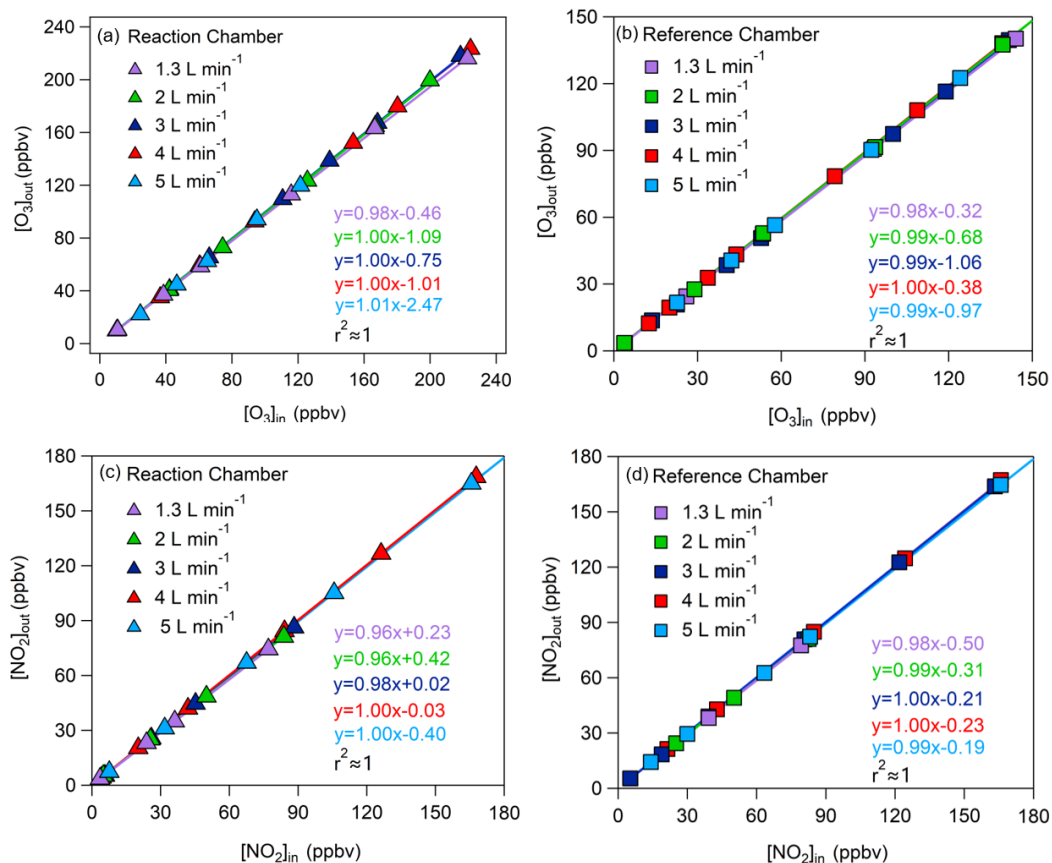 (a) Reaction Chamber
1.3 L min⁻¹
2 L min⁻¹
3 L min⁻¹
4 L min⁻¹
5 L min⁻¹
y=0.98x-0.46
y=1.00x-1.09
y=1.00x-0.75
y=1.00x-1.01
y=1.01x-2.47
r²≈1
[O₃]out (ppbv)
200
160
120
80
40
0
0 40 80 120 160 200 240
[O₃]in (ppbv)
(b) Reference Chamber
1.3 L min⁻¹
2 L min⁻¹
3 L min⁻¹
4 L min⁻¹
5 L min⁻¹
y=0.98x-0.32
y=0.99x-0.68
y=0.99x-1.06
y=1.00x-0.38
y=0.99x-0.97
r²≈1
[O₃]out (ppbv)
150
120
90
60
30
0
0 30 60 90 120 150
[O₃]in (ppbv)
(c) Reaction Chamber
1.3 L min⁻¹
2 L min⁻¹
3 L min⁻¹
4 L min⁻¹
5 L min⁻¹
y=0.96x+0.23
y=0.96x+0.42
y=0.98x+0.02
y=1.00x-0.03
y=1.00x-0.40
r²≈1
[NO₂]out (ppbv)
180
150
120
90
60
30
0
0 30 60 90 120 150 180
[NO₂]in (ppbv)
(d) Reference Chamber
1.3 L min⁻¹
2 L min⁻¹
3 L min⁻¹
4 L min⁻¹
5 L min⁻¹
y=0.98x-0.50
y=0.99x-0.31
y=1.00x-0.21
y=1.00x-0.23
y=0.99x-0.19
r²≈1
[NO₂]out (ppbv)
180
150
120
90
60
30
0
0 30 60 90 120 150 180
[NO₂]in (ppbv)